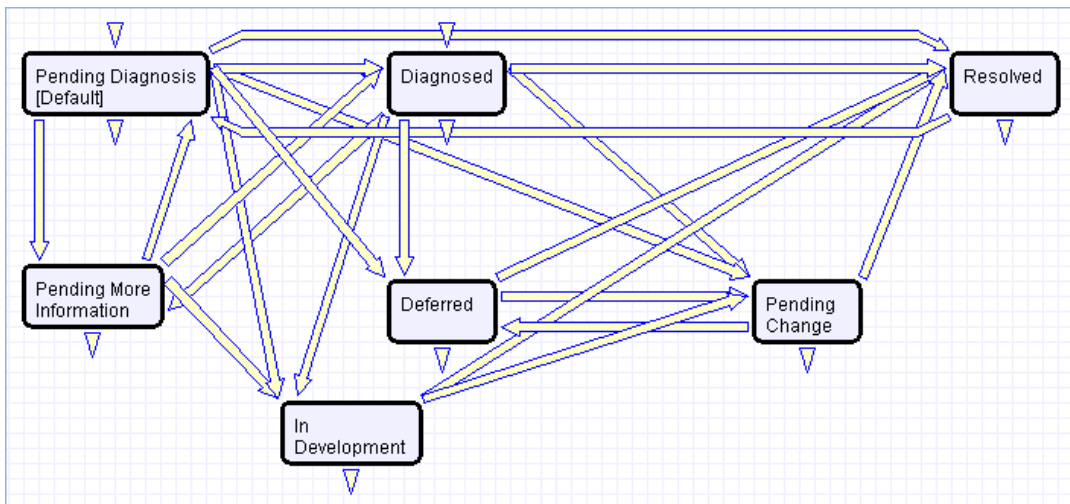 Pending Diagnosis
[Default]
Diagnosed
Resolved
Pending More
Information
Deferred
Pending
Change
In
Development